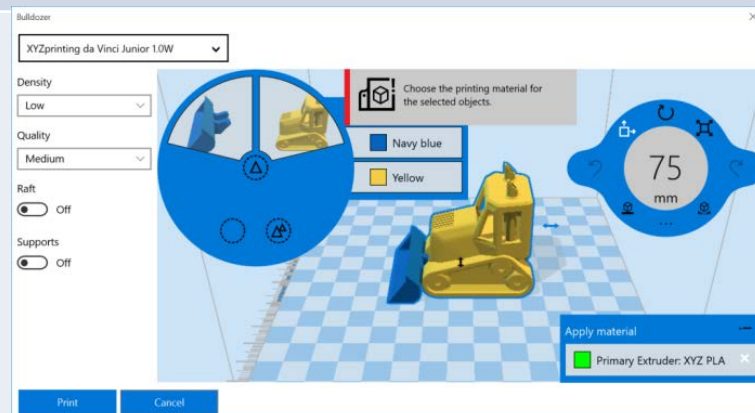 Bulldozer
XYZprinting da Vinci Junior 1.0W
Density
Low
Quality
Medium
Raft
Off
Supports
Off
Choose the printing material for
the selected objects.
Navy blue
Yellow
75
mm
Apply material
Primary Extruder: XYZ PLA
Print
Cancel